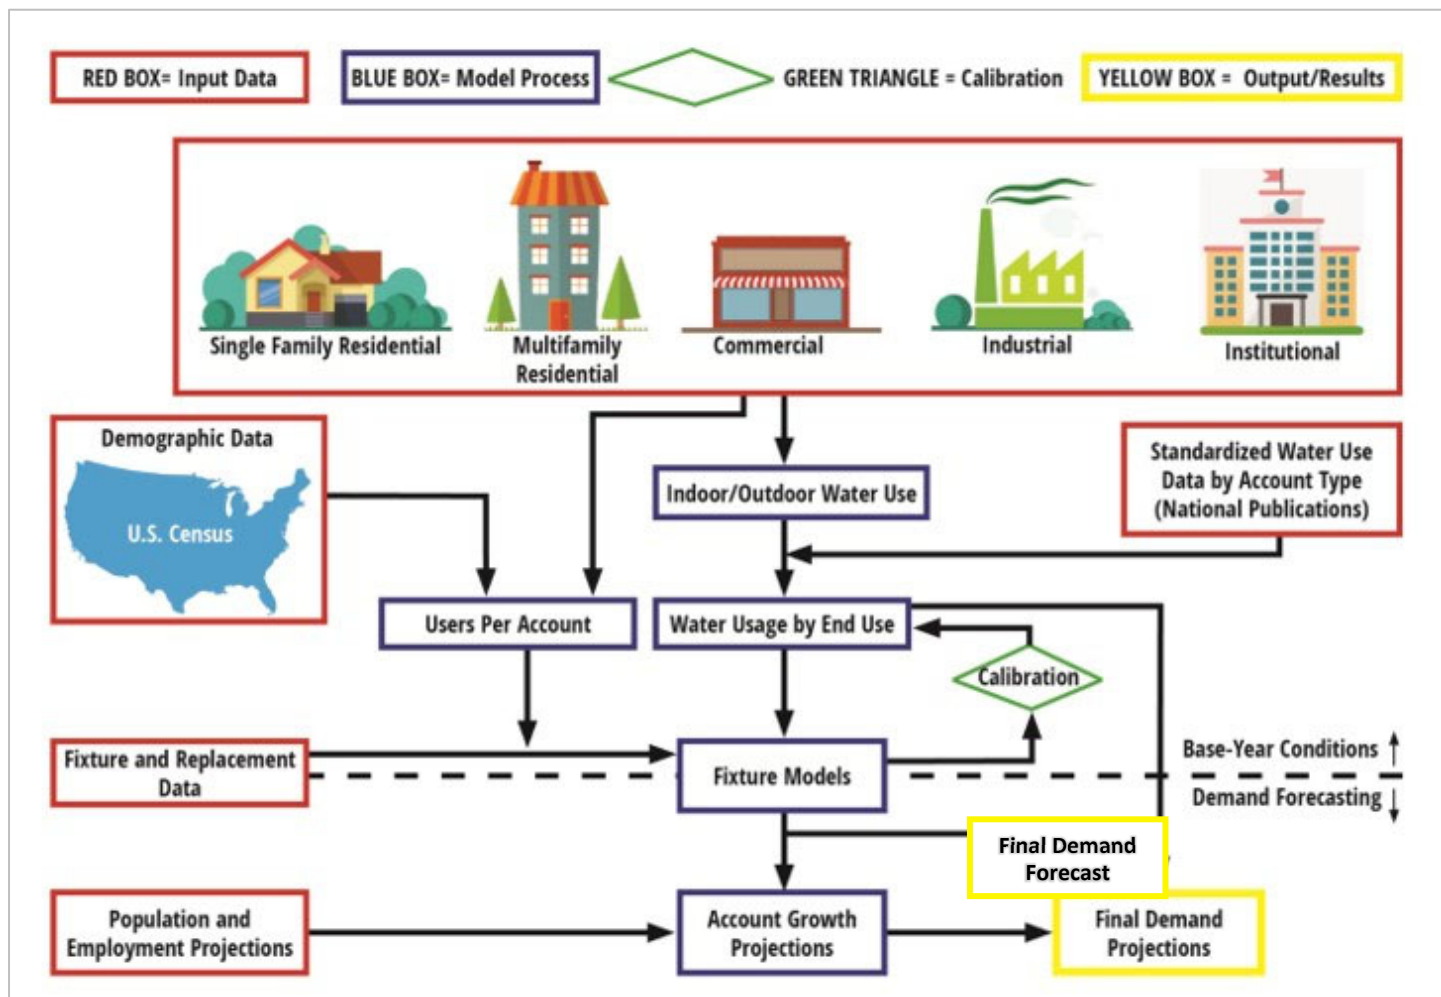 RED BOX= Input Data
BLUE BOX= Model Process
GREEN TRIANGLE = Calibration
YELLOW BOX = Output/Results
Single Family Residential
Multifamily
Residential
Commercial
Industrial
Institutional
Demographic Data
U.S. Census
Indoor/Outdoor Water Use
Standardized Water Use
Data by Account Type
(National Publications)
Users Per Account
Water Usage by End Use
Calibration
Fixture and Replacement
Data
Fixture Models
Base-Year Conditions
Demand Forecasting
Final Demand
Forecast
Population and
Employment Projections
Account Growth
Projections
Final Demand
Projections